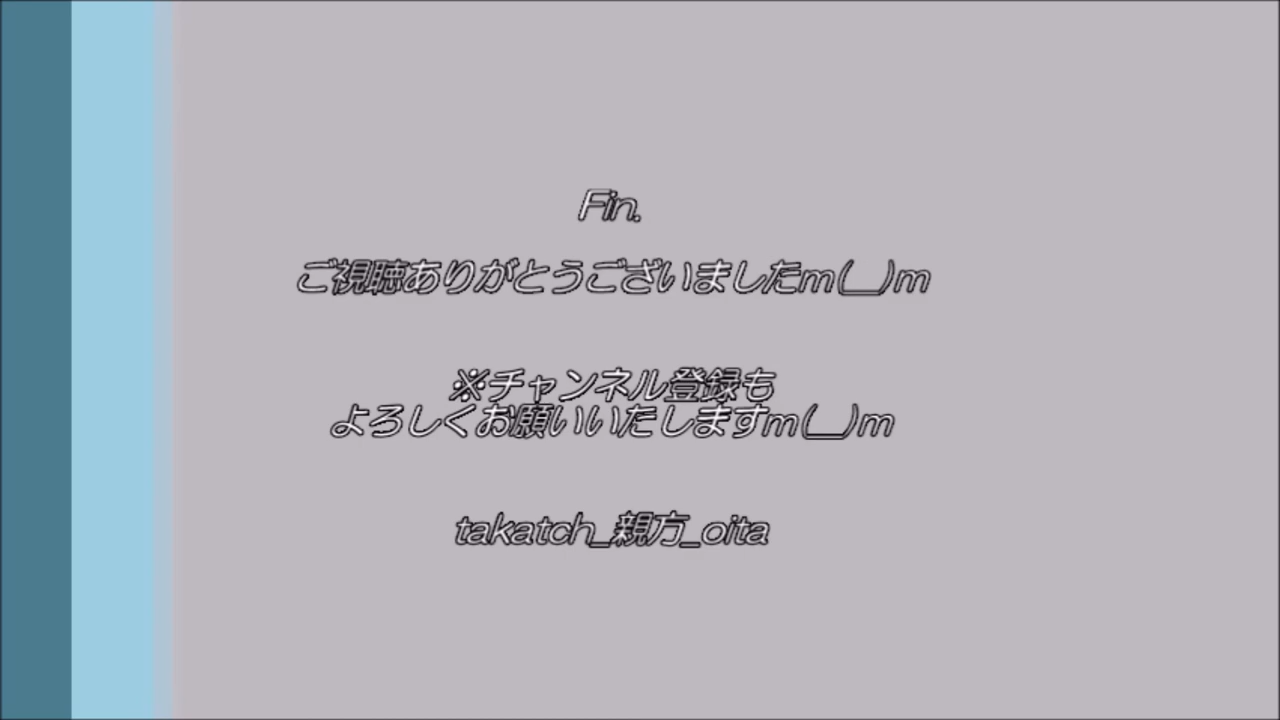 Fin.
ご視聴ありがとうございましたm(__)m
※チャンネル登録も
よろしくお願いいたしますm(__)m
takatch_親方_oita